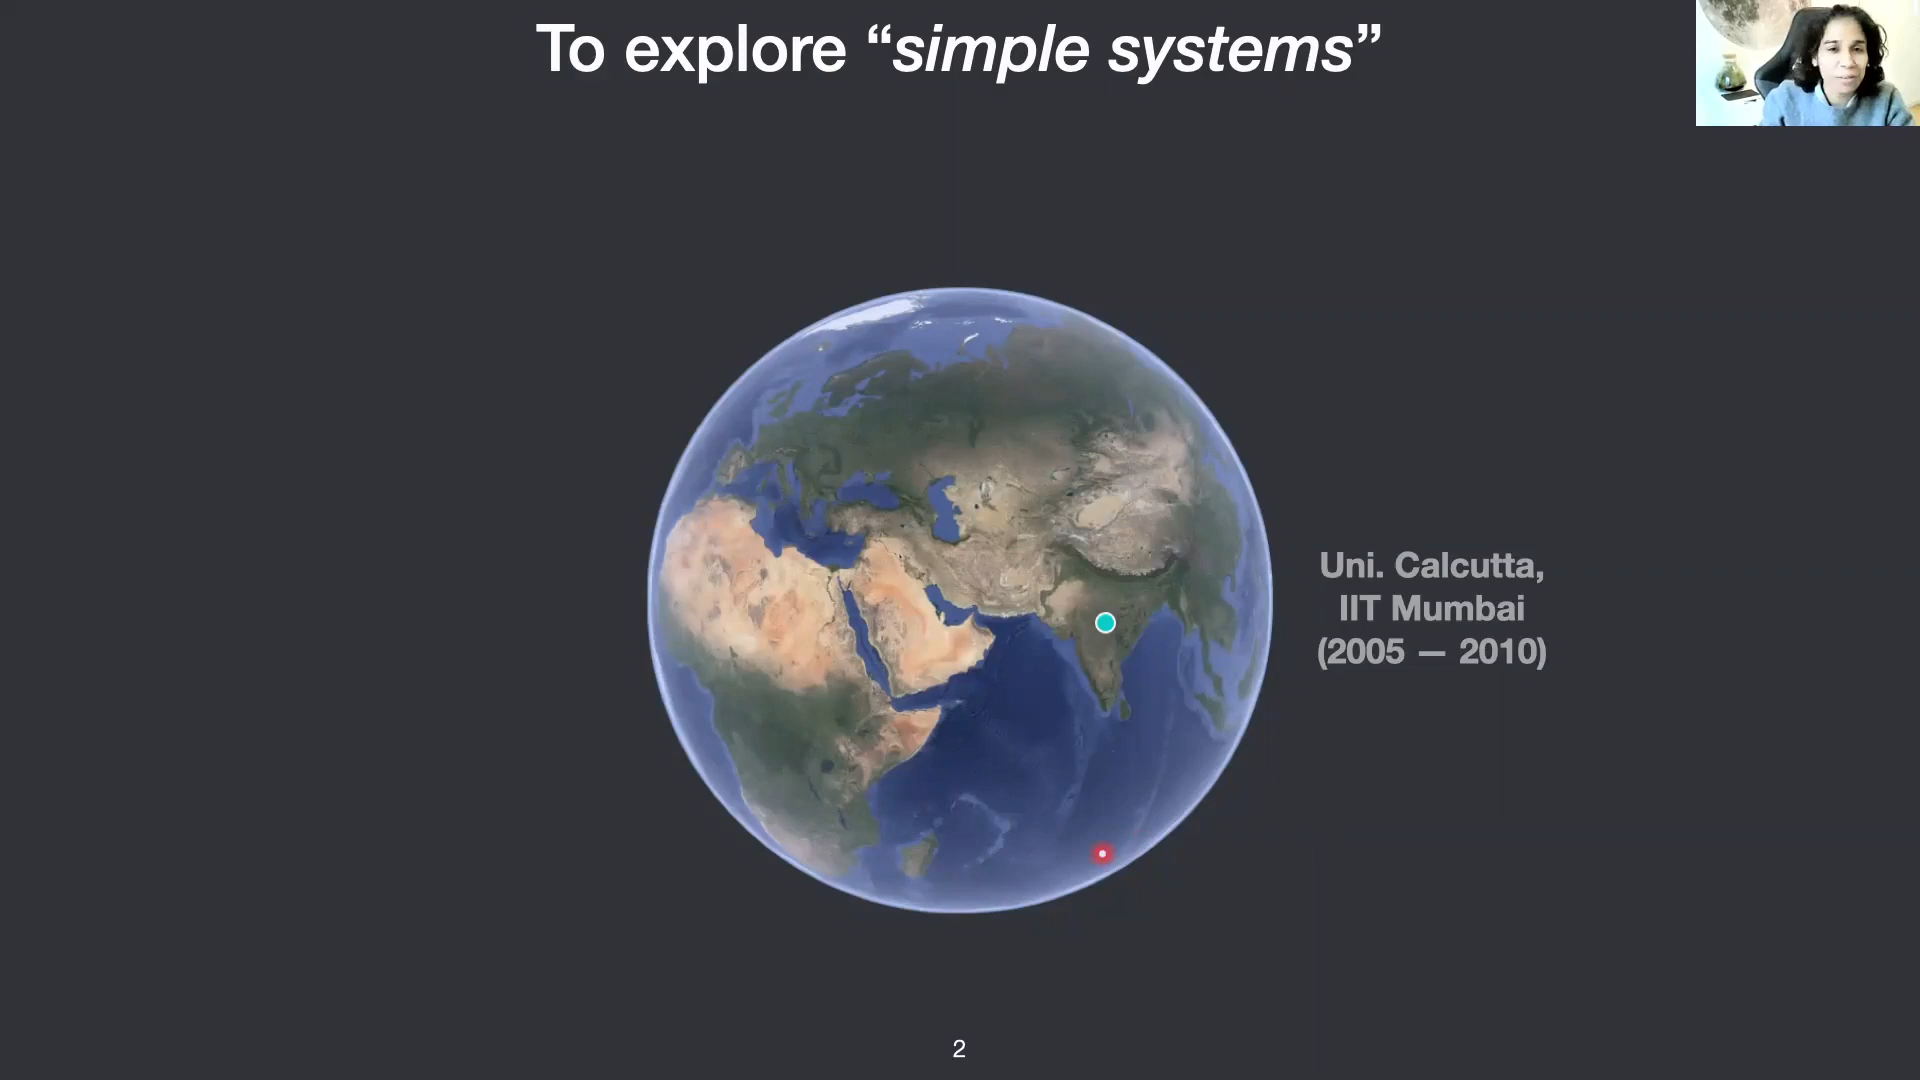 To explore “simple systems”
Uni. Calcutta,
IIT Mumbai
(2005 — 2010)
2